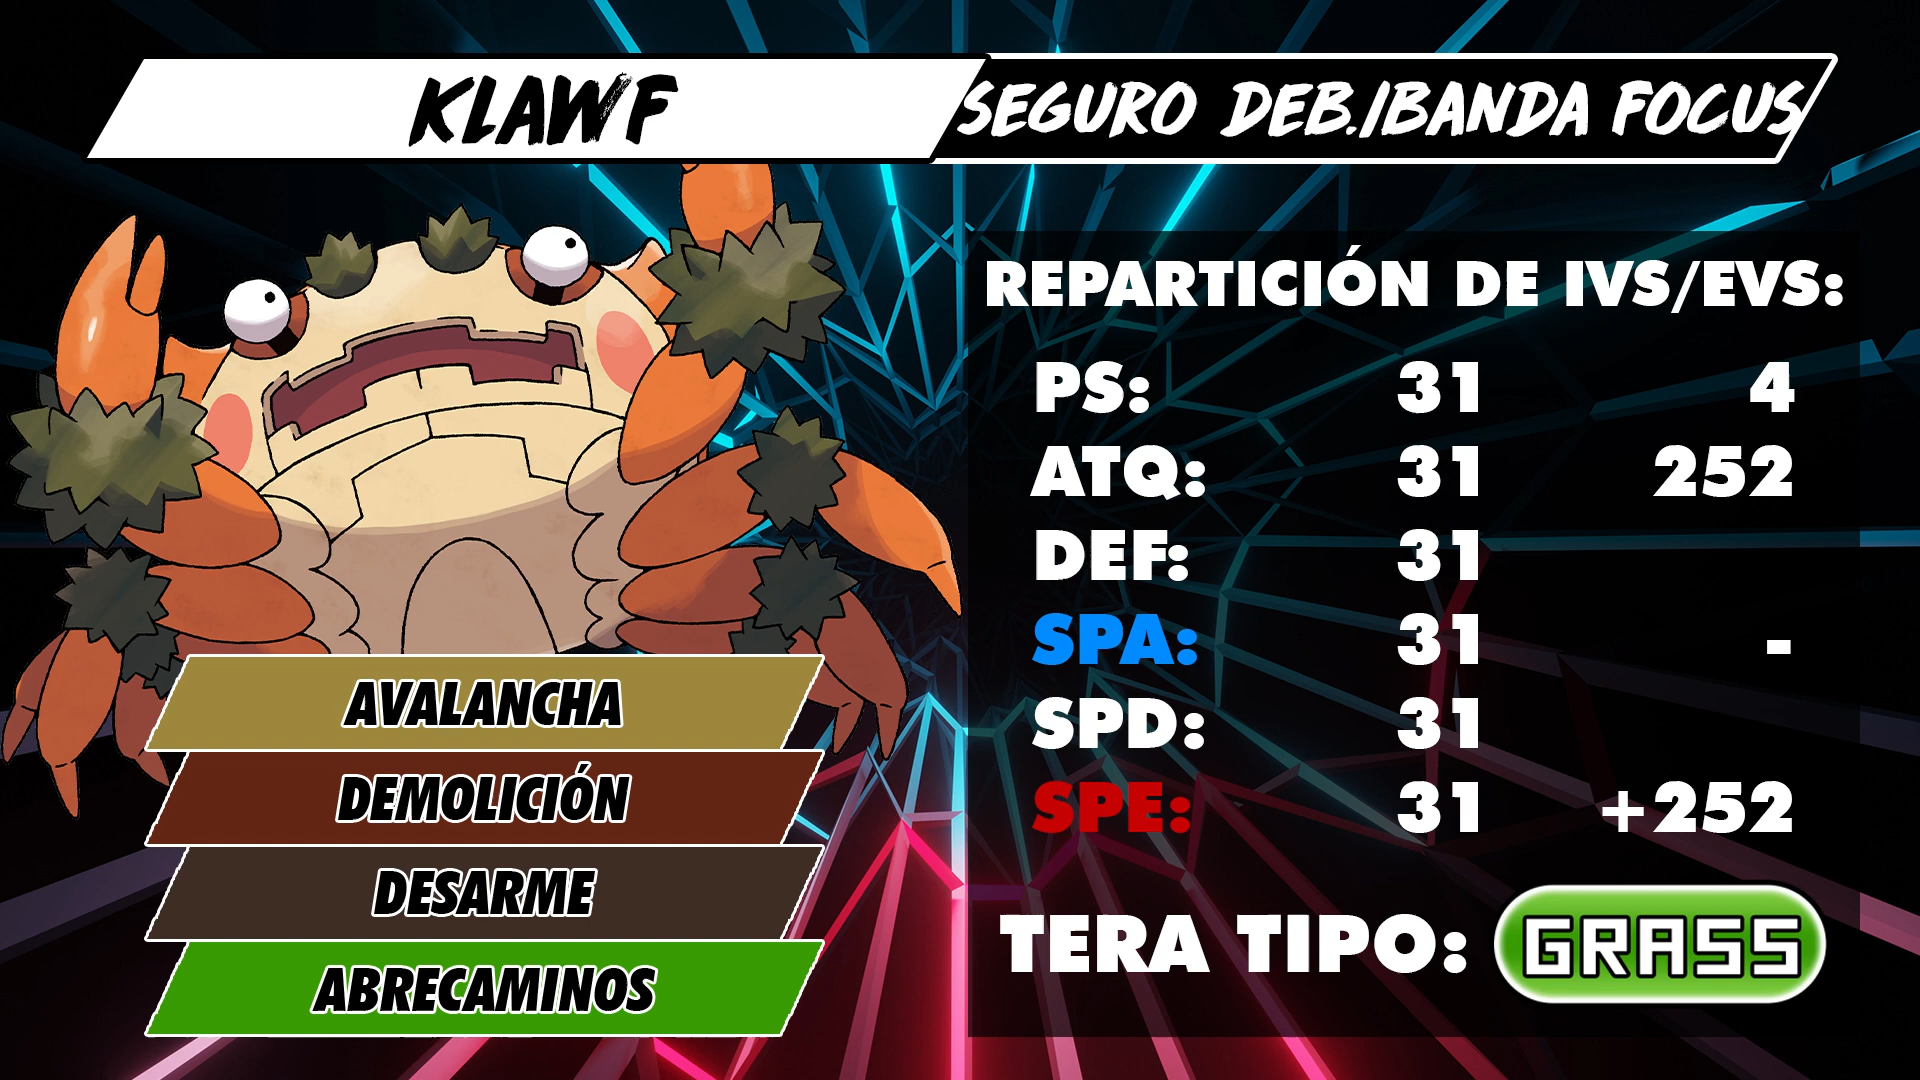 KLAWF
SEGURO DEB./BANDA FOCUS
REPARTICIÓN DE IVS/EVS:
PS: 31 4
ATQ: 31 252
DEF: 31
SPA: 31 -
SPD: 31
SPE: 31 +252
TERA TIPO: GRASS
AVALANCHA
DEMOLICIÓN
DESARME
ABRECAMINOS